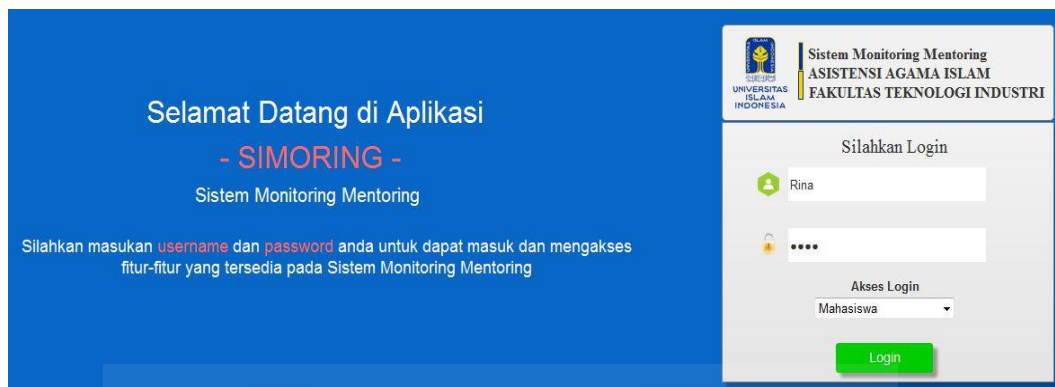 Selamat Datang di Aplikasi
- SIMORING -
Sistem Monitoring Mentoring
Silahkan masukan username dan password anda untuk dapat masuk dan mengakses
fitur-fitur yang tersedia pada Sistem Monitoring Mentoring
ISLAM
UNIVERSITAS
ISLAM
INDONESIA
Sistem Monitoring Mentoring
ASISTENSI AGAMA ISLAM
FAKULTAS TEKNOLOGI INDUSTRI
Silahkan Login
Rina
••••
Akses Login
Mahasiswa
Login